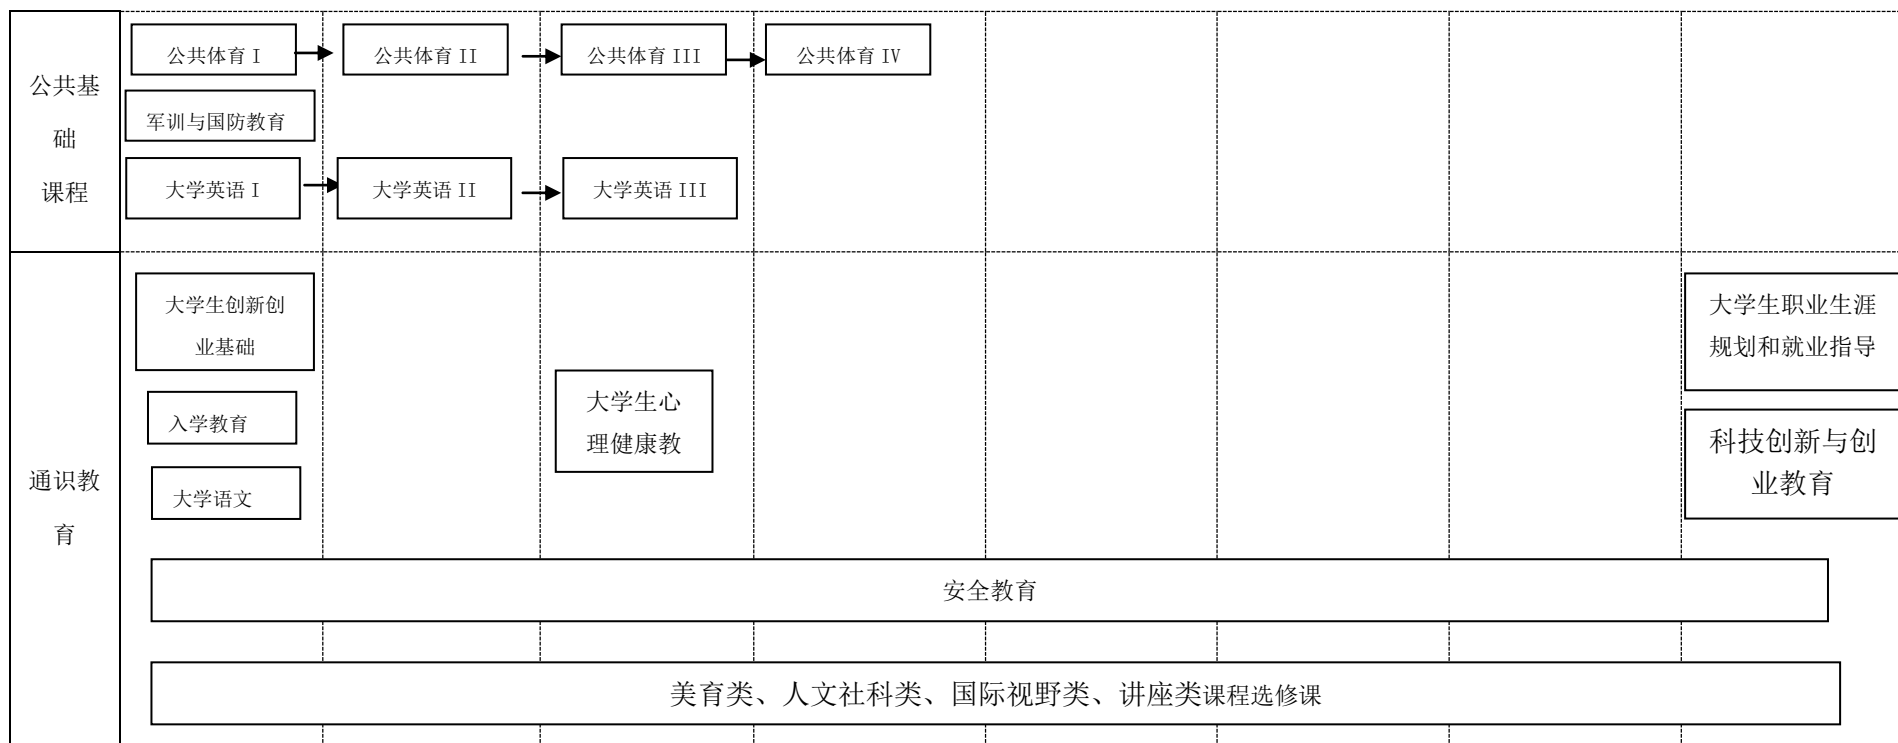 公共基
础
课程
公共体育 I
公共体育 II
公共体育 III
公共体育 IV
军训与国防教育
大学英语 I
大学英语 II
大学英语 III
通识教
育
大学生创新创
业基础
入学教育
大学语文
大学生心
理健康教
大学生职业生涯
规划和就业指导
科技创新与创
业教育
安全教育
美育类、人文社科类、国际视野类、讲座类课程选修课